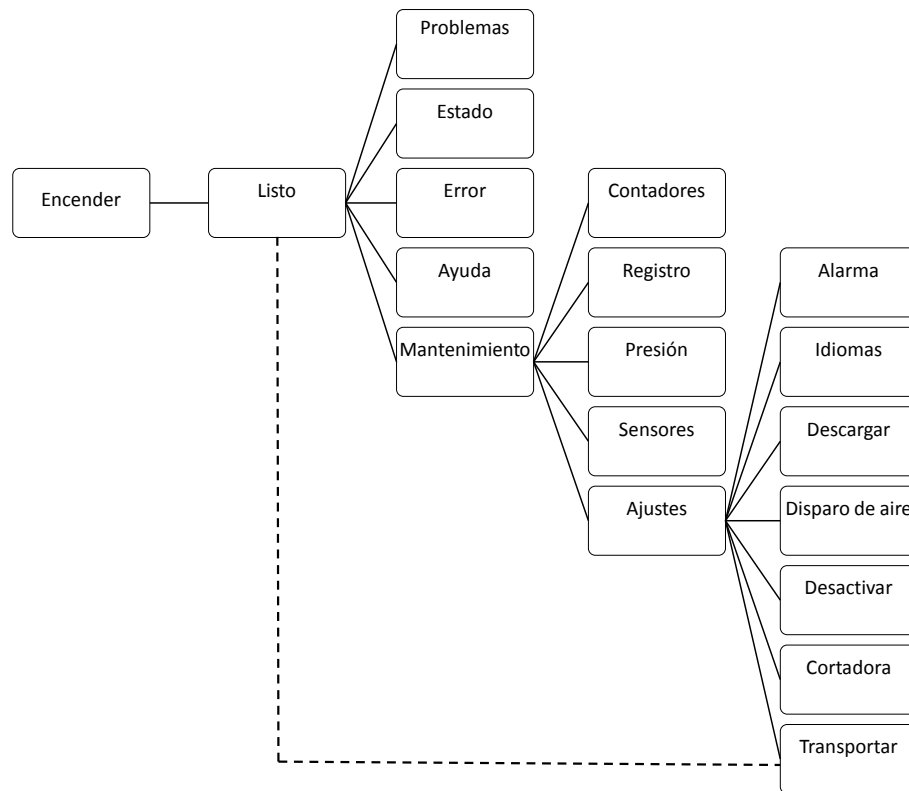 Encender
Listo
Problemas
Estado
Error
Ayuda
Mantenimiento
Contadores
Registro
Presión
Sensores
Ajustes
Alarma
Idiomas
Descargar
Disparo de aire
Desactivar
Cortadora
Transportar